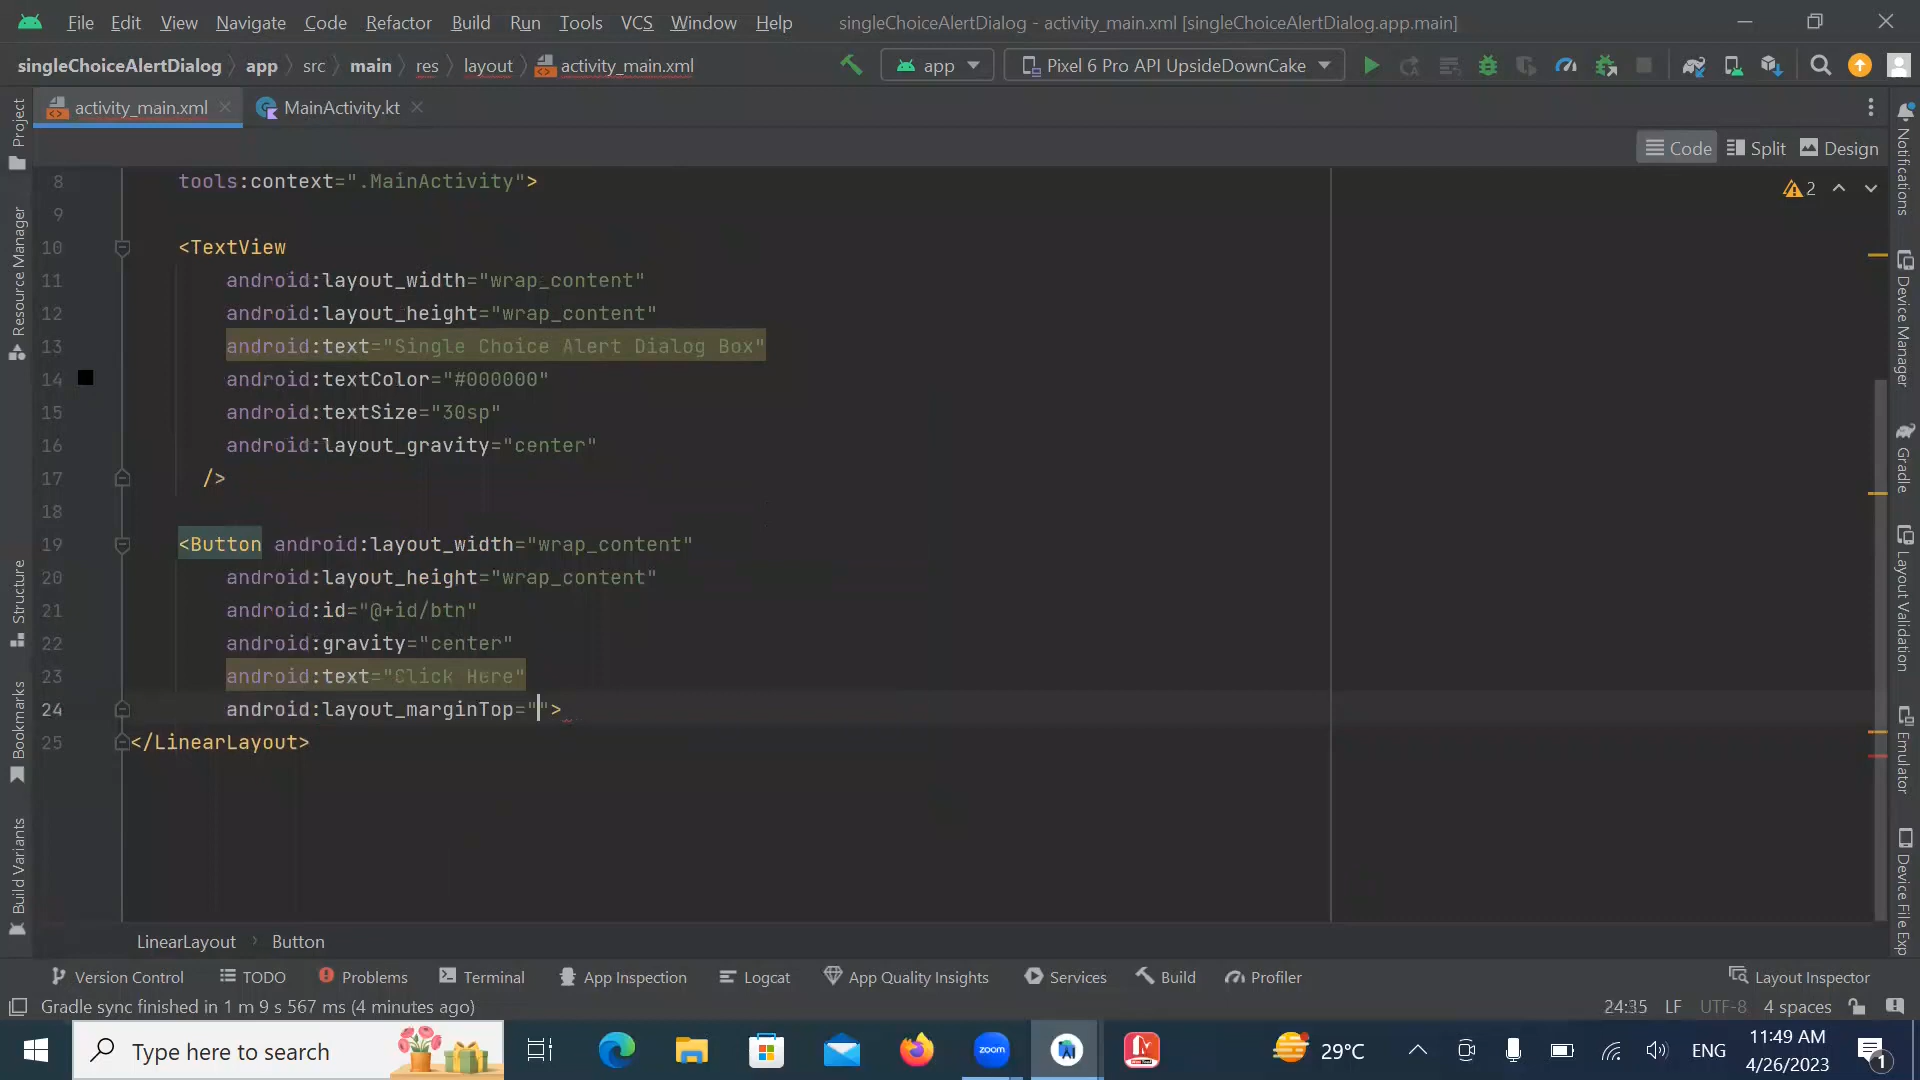 File Edit View Navigate Code Refactor Build Run Tools VCS Window Help singleChoiceAlertDialog - activity_main.xml [singleChoiceAlertDialog.app.main]
singleChoiceAlertDialog app src main res layout activity_main.xml app Pixel 6 Pro API UpsideDownCake
activity_main.xml MainActivity.kt
Code Split Design
8 tools:context=".MainActivity">
2
9
10 <TextView
11 android:layout_width="wrap_content"
12 android:layout_height="wrap_content"
13 android:text="Single Choice Alert Dialog Box"
14 android:textColor="#000000"
15 android:textSize="30sp"
16 android:layout_gravity="center"
17 />
18
19 <Button android:layout_width="wrap_content"
20 android:layout_height="wrap_content"
21 android:id="@+id/btn"
22 android:gravity="center"
23 android:text="Click Here"
24 android:layout_marginTop="">
25 </LinearLayout>
Project
Resource Manager
Structure
Bookmarks
Build Variants
Notifications
Device Manager
Gradle
Layout Validation
Emulator
Device File Exp
LinearLayout Button
Version Control TODO Problems Terminal App Inspection Logcat App Quality Insights Services Build Profiler Layout Inspector
Gradle sync finished in 1 m 9 s 567 ms (4 minutes ago) 24:35 LF UTF-8 4 spaces
Type here to search zoom 29°C ENG 11:49 AM
4/26/2023 1